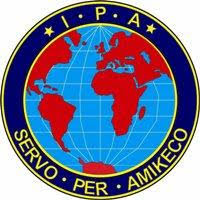 I · P · A
SERVO · PER · AMIKECO